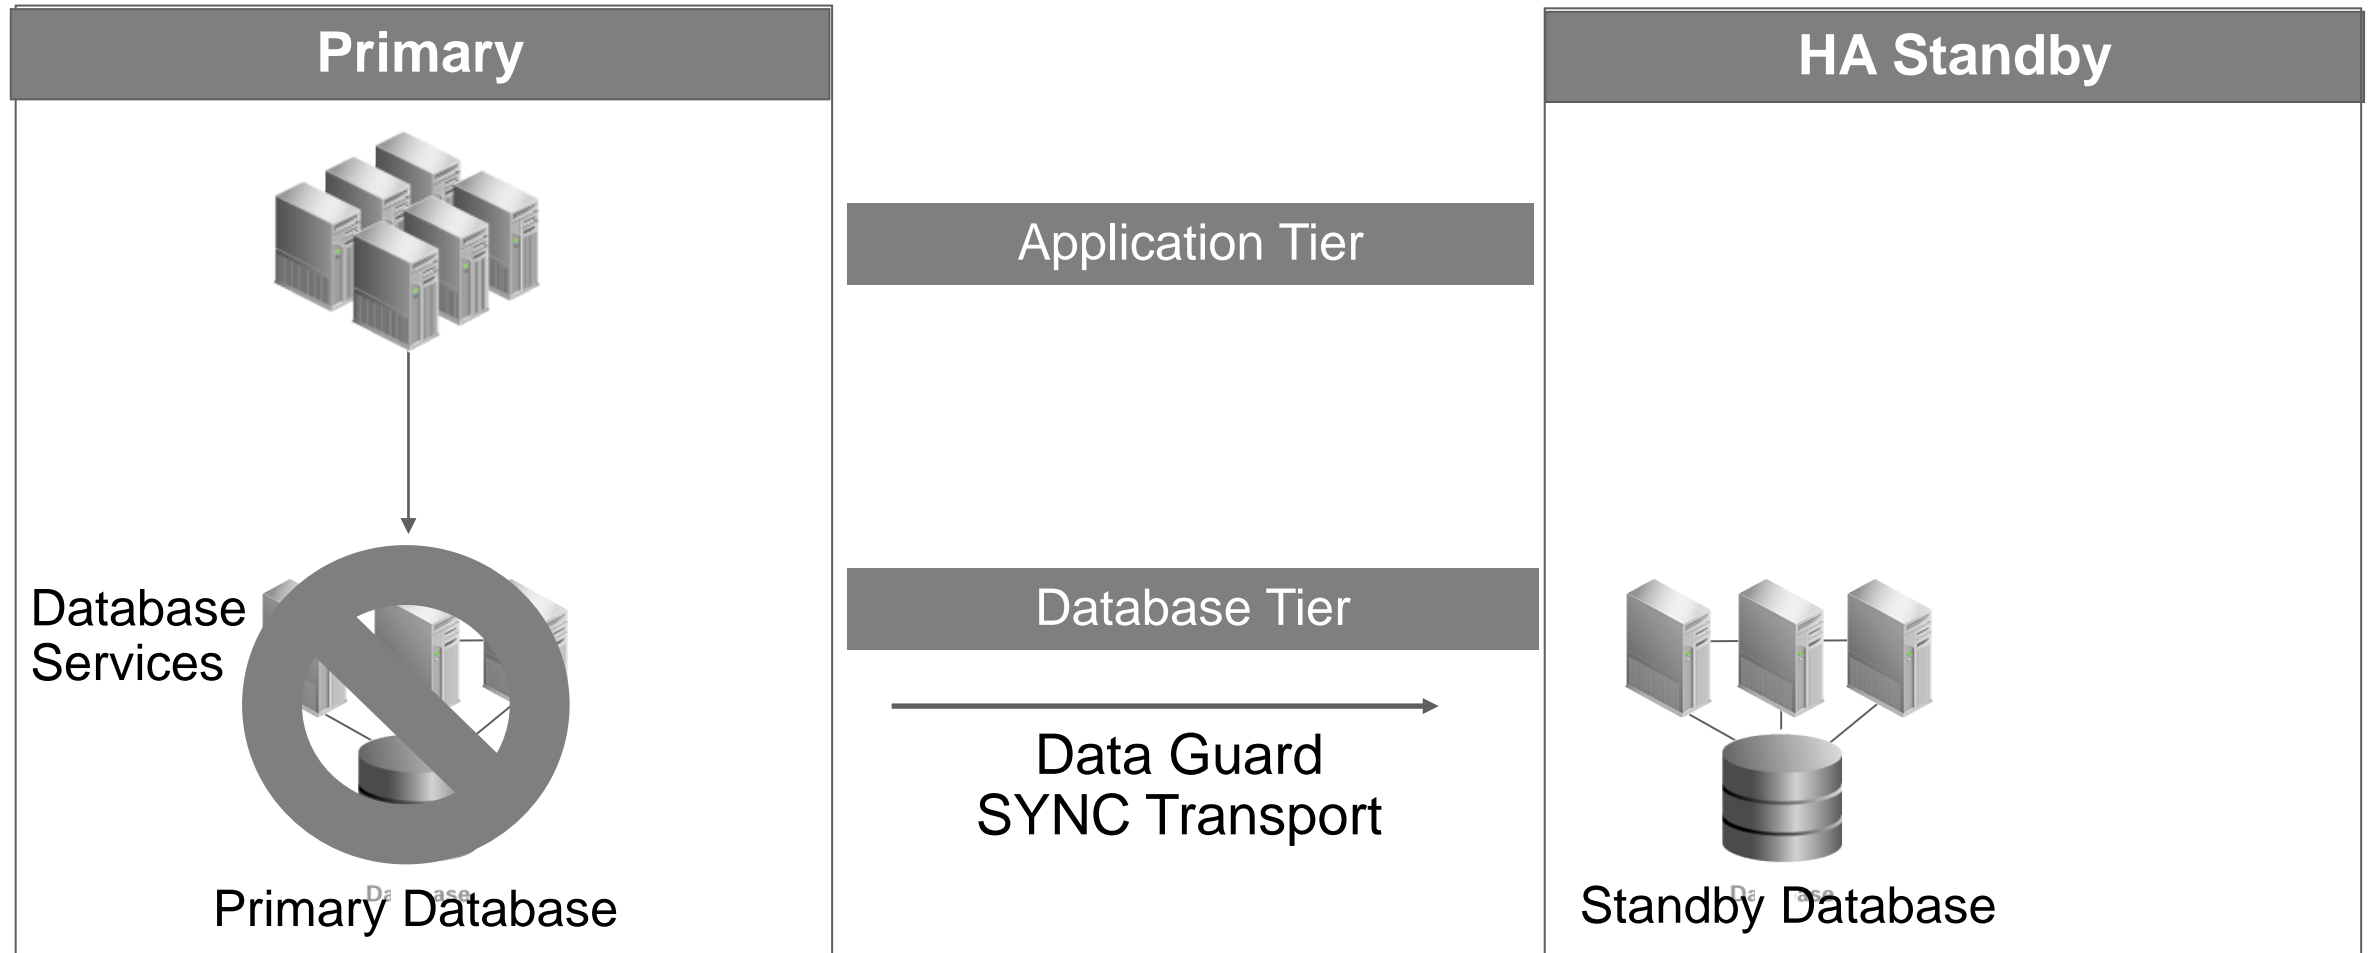 Primary
HA Standby
Application Tier
Database
Services
Database Tier
Data Guard
SYNC Transport
Primary Database
Standby Database